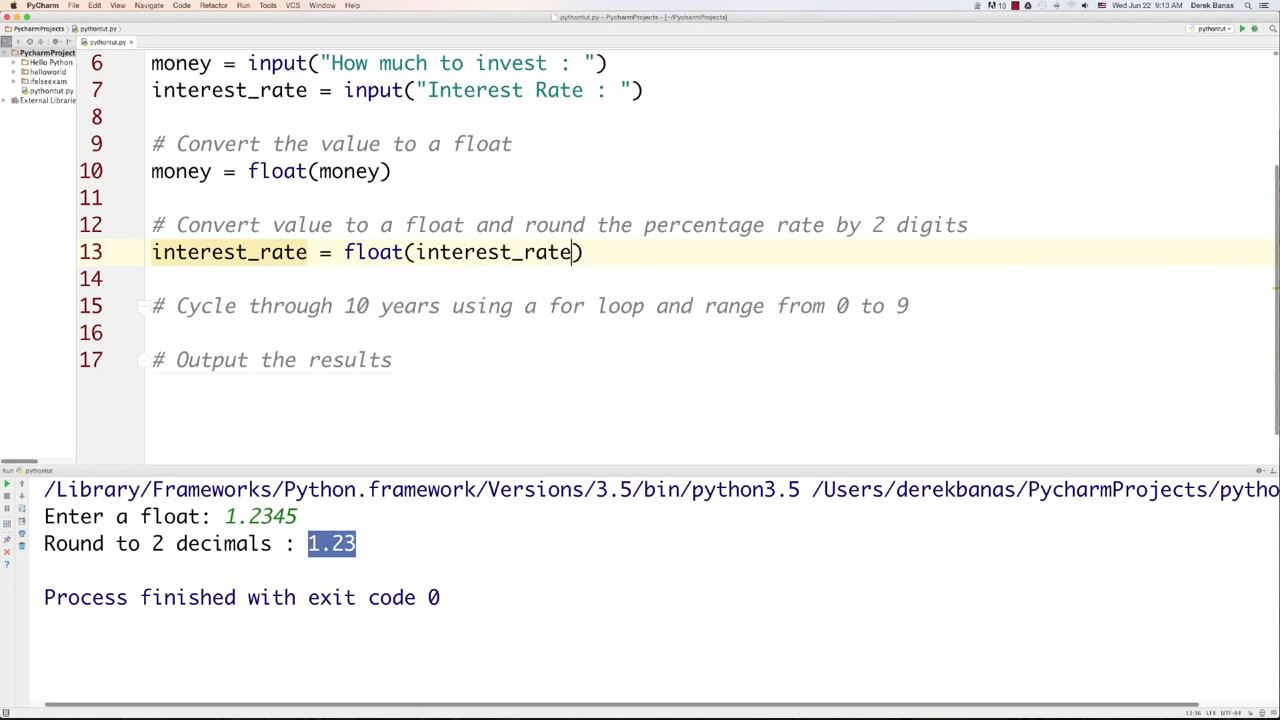 PyCharm File Edit View Navigate Code Refactor Run Tools VCS Window Help
10 Wed Jun 22 9:13 AM Derek Banas
pythontut.py - PycharmProjects - [~/PycharmProjects]
PycharmProjects pythontut.py
pythontut
pythontut.py
PycharmProject
Hello Python
helloworld
ifelseexam
pythontut.py
External Librarie
6 money = input("How much to invest : ")
7 interest_rate = input("Interest Rate : ")
8
9 # Convert the value to a float
10 money = float(money)
11
12 # Convert value to a float and round the percentage rate by 2 digits
13 interest_rate = float(interest_rate)
14
15 # Cycle through 10 years using a for loop and range from 0 to 9
16
17 # Output the results
Run pythontut
/Library/Frameworks/Python.framework/Versions/3.5/bin/python3.5 /Users/derekbanas/PycharmProjects/pytho
Enter a float: 1.2345
Round to 2 decimals : 1.23
Process finished with exit code 0
13:36 LF÷ UTF-8÷